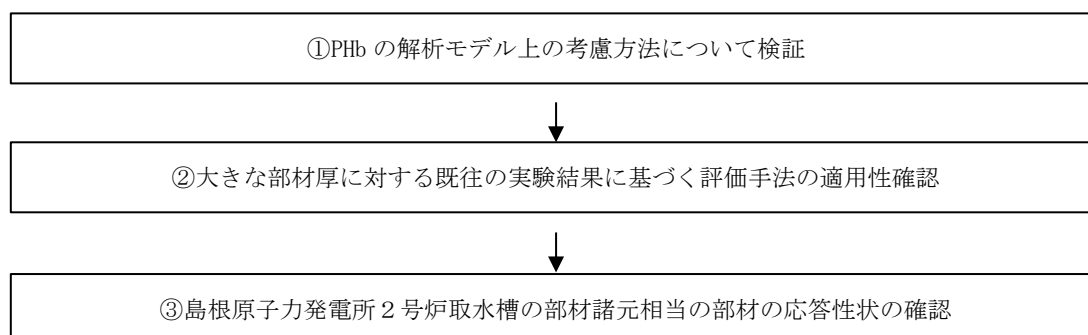 ①PHb の解析モデル上の考慮方法について検証
②大きな部材厚に対する既往の実験結果に基づく評価手法の適用性確認
③島根原子力発電所２号炉取水槽の部材諸元相当の部材の応答性状の確認